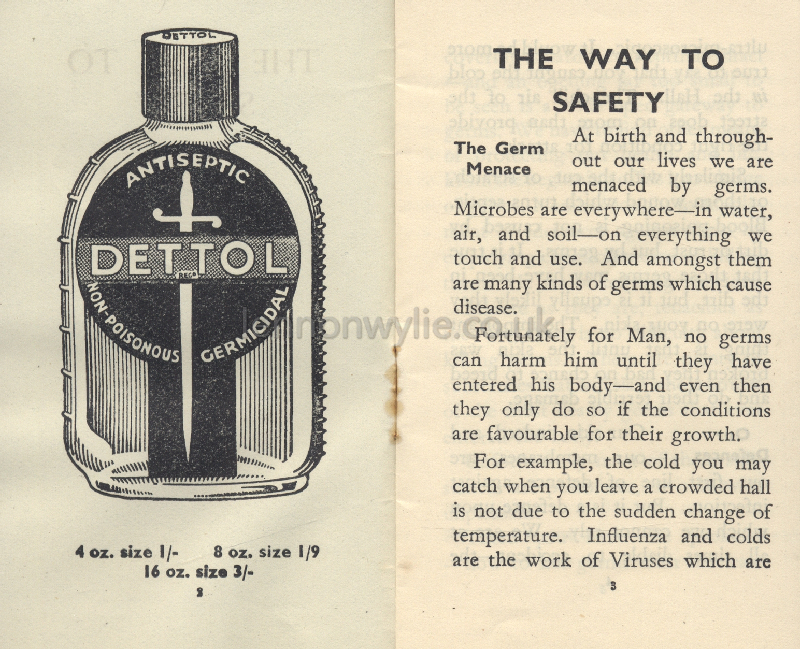 DETTOL
ANTISEPTIC
DETTOL
REGD
NON-POISONOUS GERMICIDAL
4 oz. size 1/- 8 oz. size 1/9
16 oz. size 3/-
2
THE WAY TO
SAFETY
The Germ
Menace
At birth and through-
out our lives we are
menaced by germs.
Microbes are everywhere—in water,
air, and soil—on everything we
touch and use. And amongst them
are many kinds of germs which cause
disease.
Fortunately for Man, no germs
can harm him until they have
entered his body—and even then
they only do so if the conditions
are favourable for their growth.
For example, the cold you may
catch when you leave a crowded hall
is not due to the sudden change of
temperature. Influenza and colds
are the work of Viruses which are
3
lennonwylie.co.uk